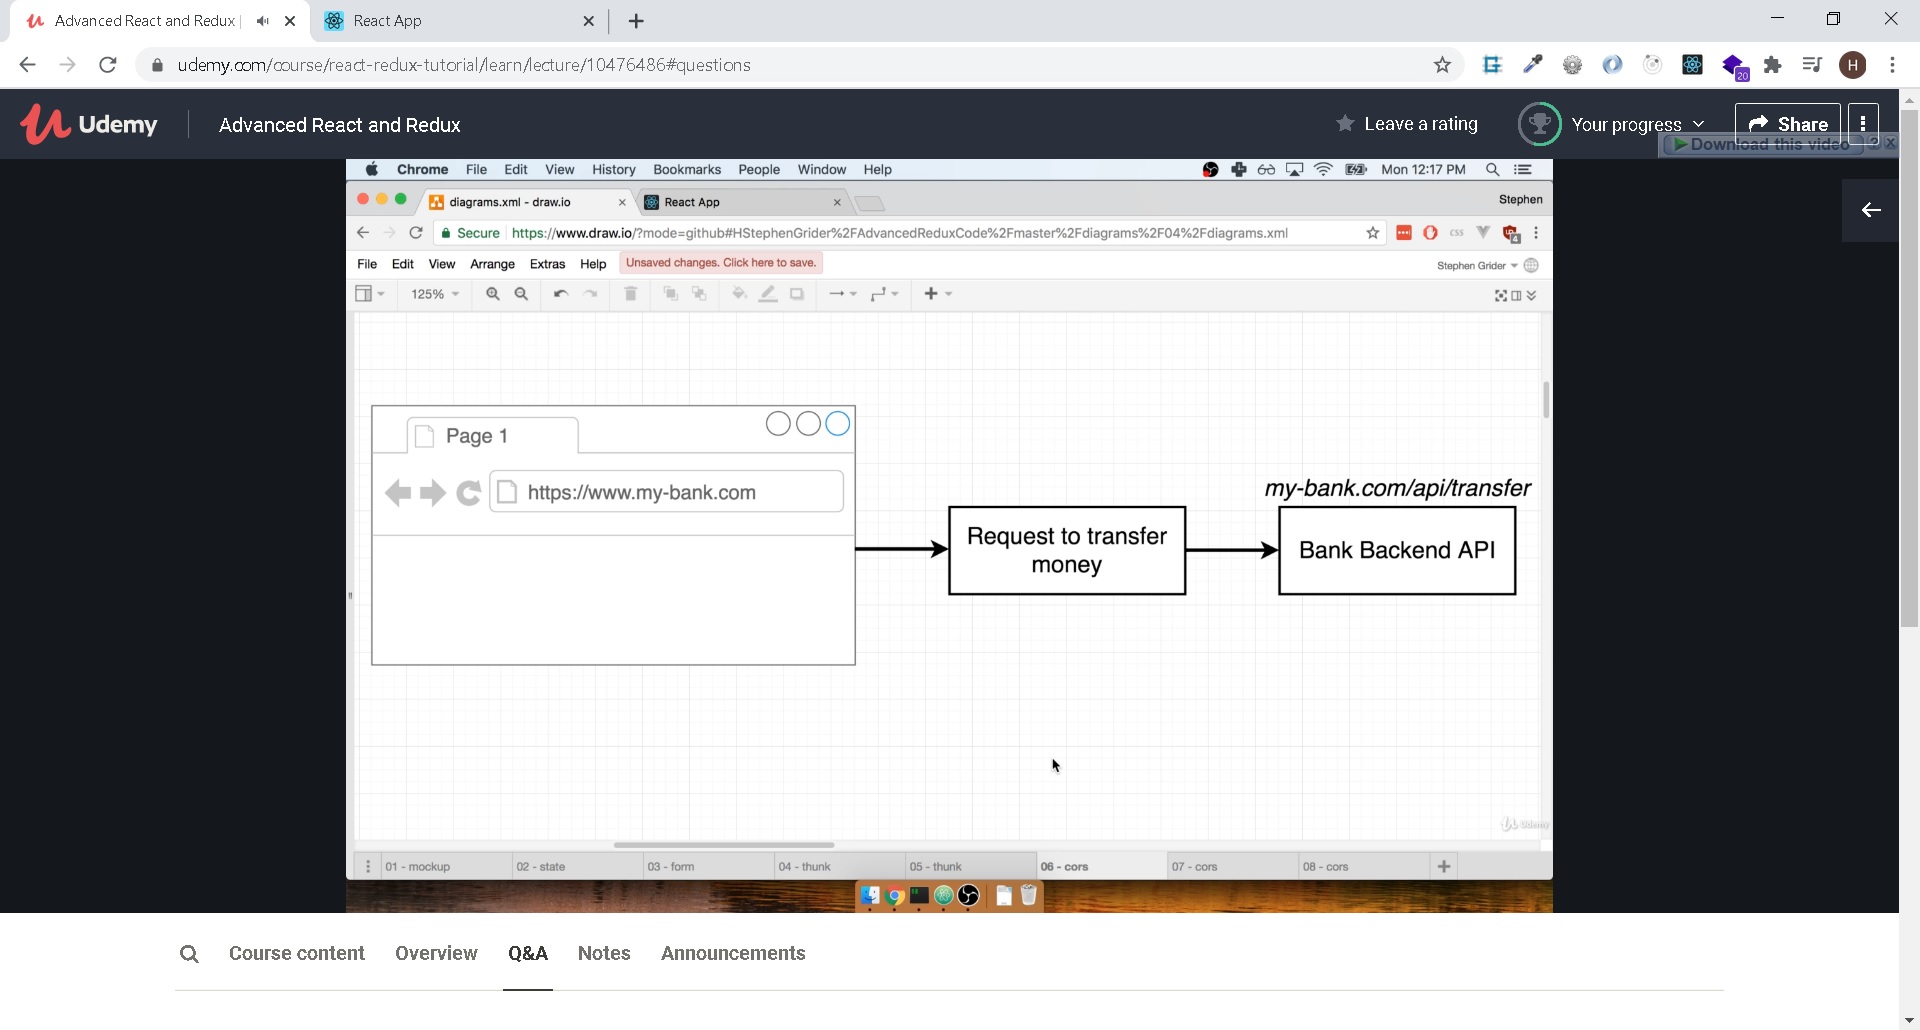 Advanced React and Redux
React App
udemy.com/course/react-redux-tutorial/learn/lecture/10476486#questions
20
H
Udemy
Advanced React and Redux
Leave a rating
Your progress
Share
Download this video
? X
Chrome File Edit View History Bookmarks People Window Help
Mon 12:17 PM
diagrams.xml - draw.io
React App
Stephen
Secure https://www.draw.io/?mode=github#HStephenGrider%2FAdvancedReduxCode%2Fmaster%2Fdiagrams%2F04%2Fdiagrams.xml
css
4
File Edit View Arrange Extras Help
Unsaved changes. Click here to save.
Stephen Grider
125%
Page 1
https://www.my-bank.com
my-bank.com/api/transfer
Request to transfer
money
Bank Backend API
Udemy
01 - mockup
02 - state
03 - form
04 - thunk
05 - thunk
06 - cors
07 - cors
08 - cors
Course content
Overview
Q&A
Notes
Announcements